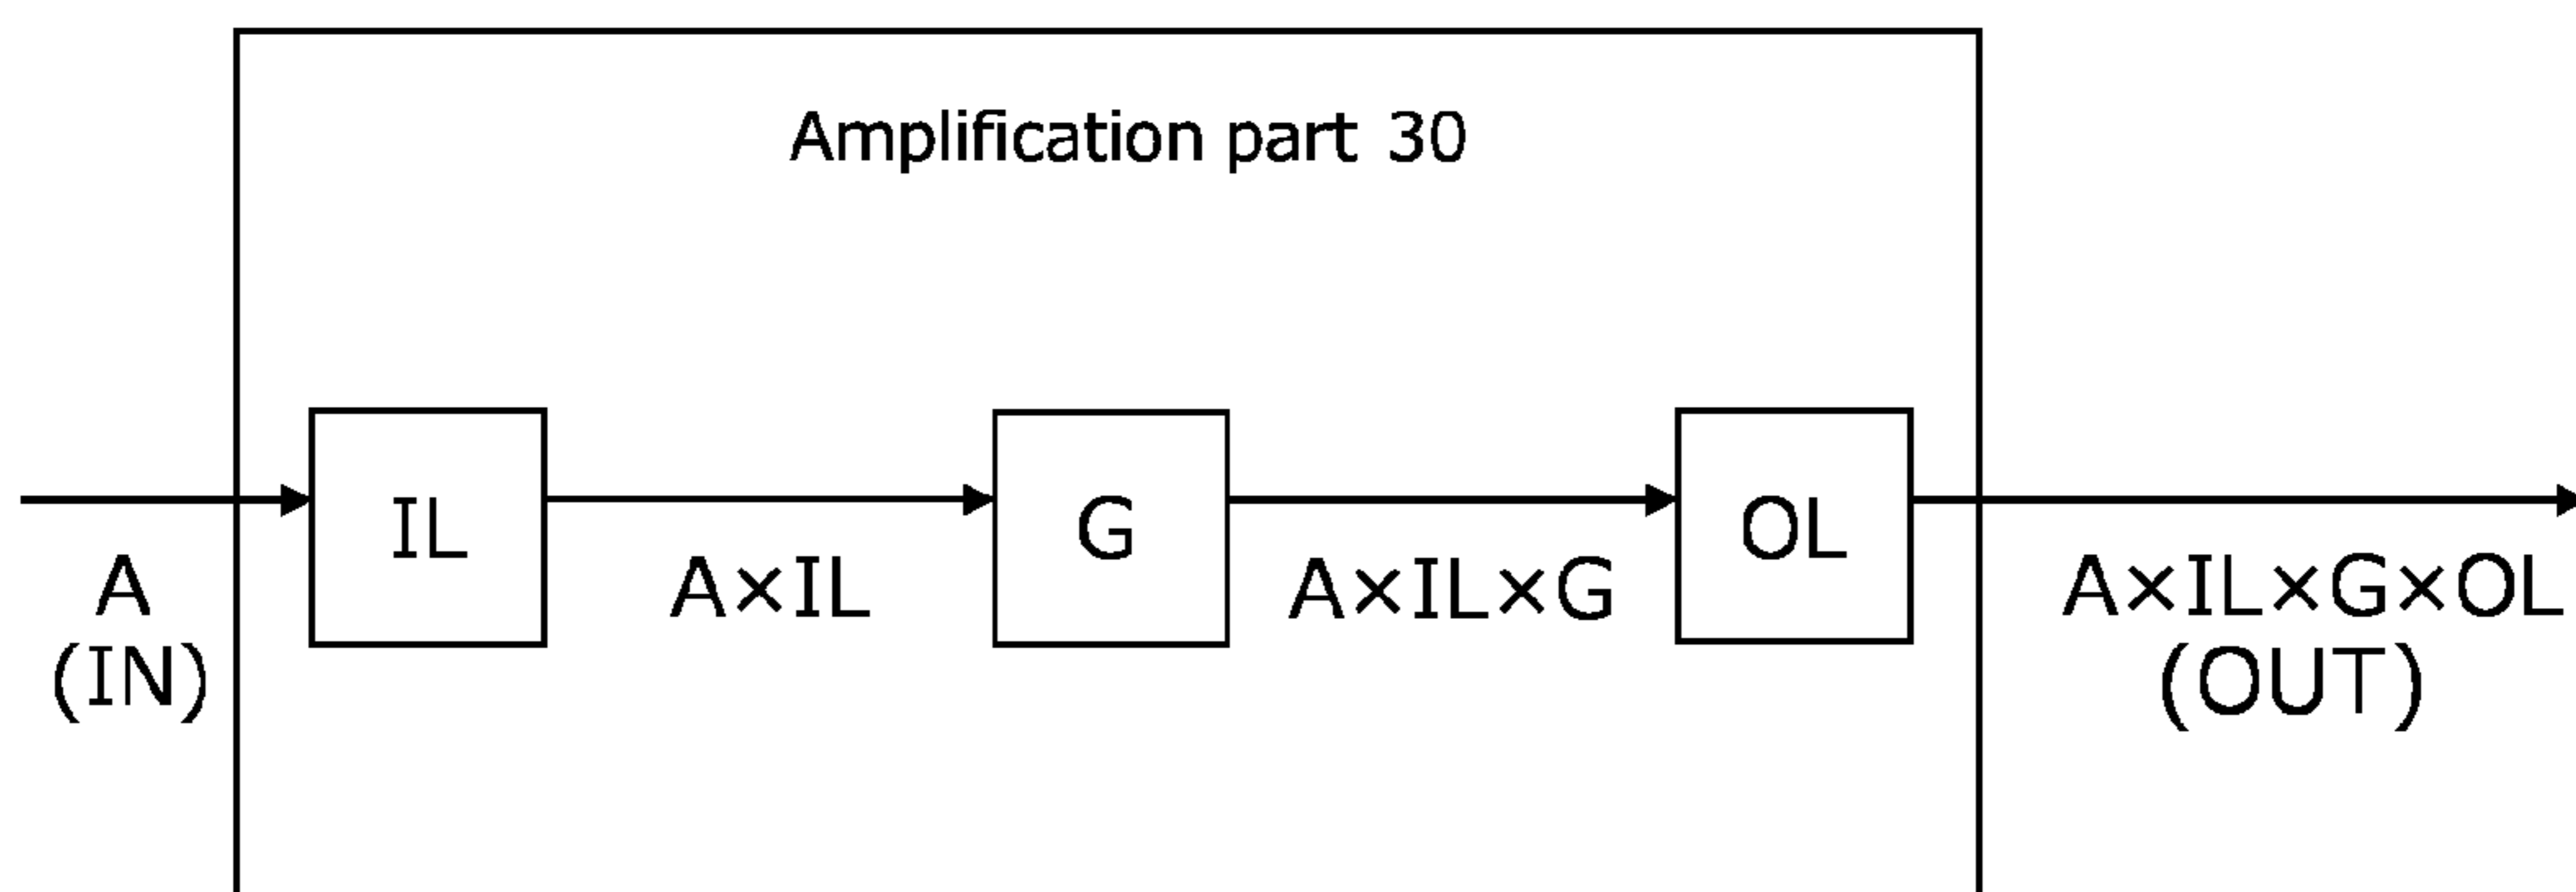 Amplification part 30
IL
G
OL
A
(IN)
A×IL
A×IL×G
A×IL×G×OL
(OUT)